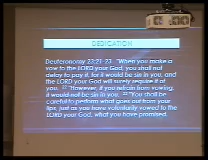 DEDICATION
Deuteronomy 23:21-23 "When you make a
vow to the LORD your God, you shall not
delay to pay it, for it would be sin in you, and
the LORD your God will surely require it of
you. 22 "However, if you refrain from vowing,
it would not be sin in you. 23 "You shall be
careful to perform what goes out from your
lips, just as you have voluntarily vowed to the
LORD your God, what you have promised.